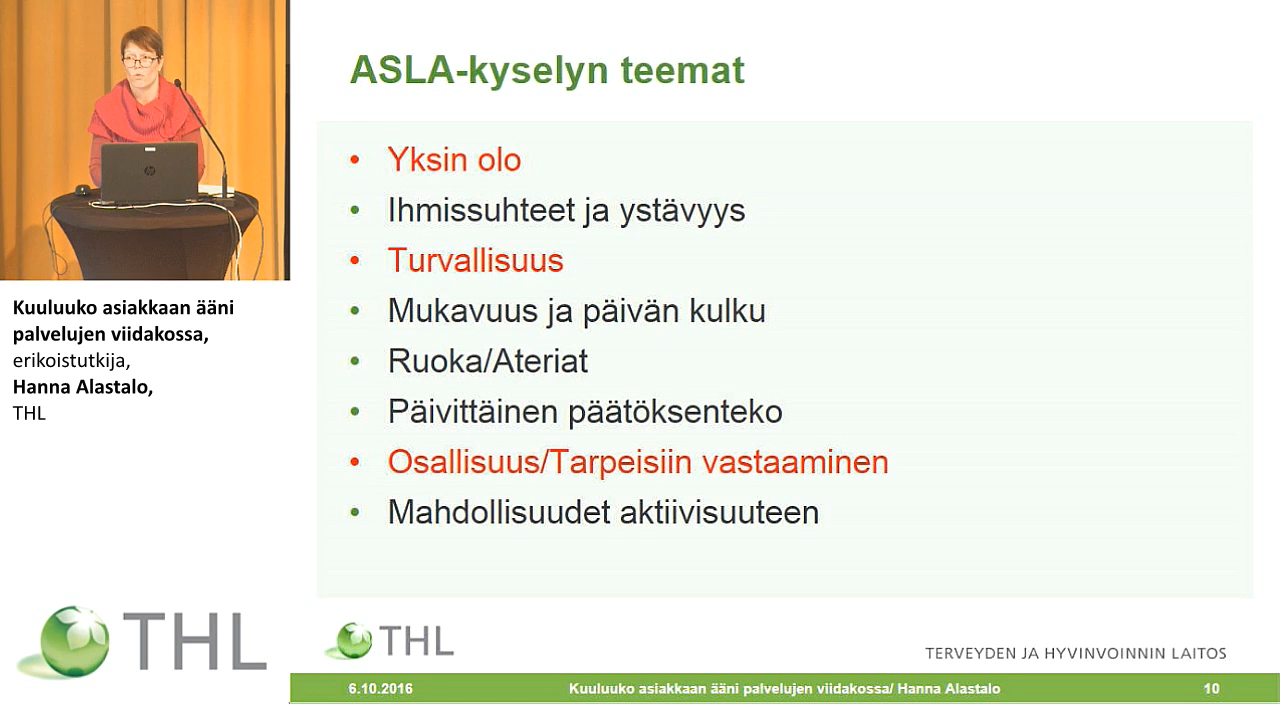 ASLA-kyselyn teemat
• Yksin olo
• Ihmissuhteet ja ystävyys
• Turvallisuus
• Mukavuus ja päivän kulku
• Ruoka/Ateriat
• Päivittäinen päätöksenteko
• Osallisuus/Tarpeisiin vastaaminen
• Mahdollisuudet aktiivisuuteen
Kuuluuko asiakkaan ääni
palvelujen viidakossa,
erikoistutkija,
Hanna Alastalo,
THL
THL
THL
TERVEYDEN JA HYVINVOINNIN LAITOS
6.10.2016 Kuuluuko asiakkaan ääni palvelujen viidakossa/ Hanna Alastalo 10